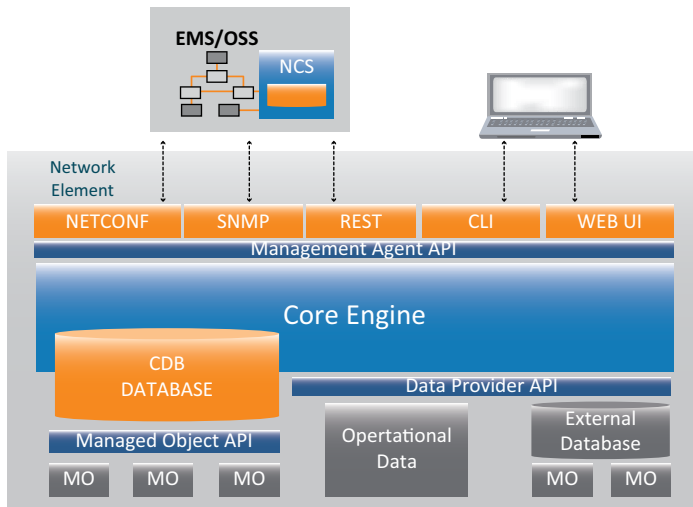 EMS/OSS
NCS
Network
Element
NETCONF
SNMP
REST
CLI
WEB UI
Management Agent API
Core Engine
CDB
DATABASE
Data Provider API
Managed Object API
Opertational
Data
External
Database
MO
MO
MO
MO
MO